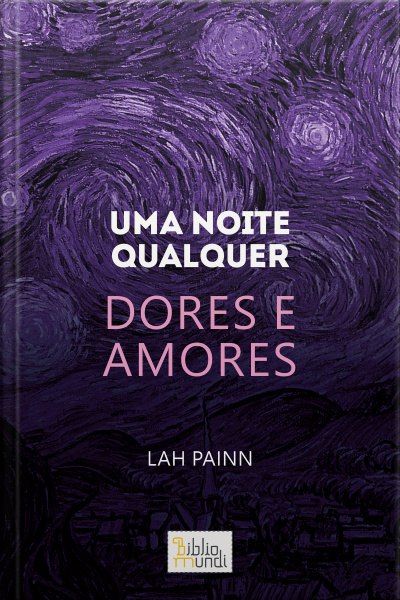 UMA NOITE
QUALQUER
DORES E
AMORES
LAH PAINN
Biblio
mundi